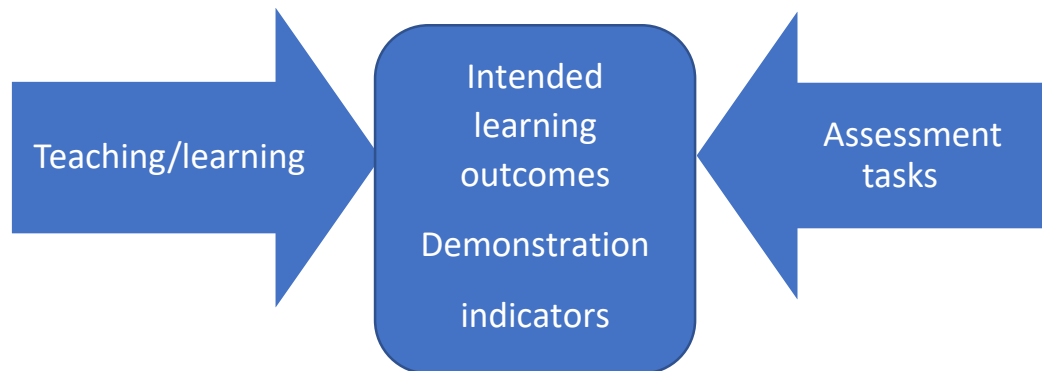 Teaching/learning
Intended
learning
outcomes
Demonstration
indicators
Assessment
tasks